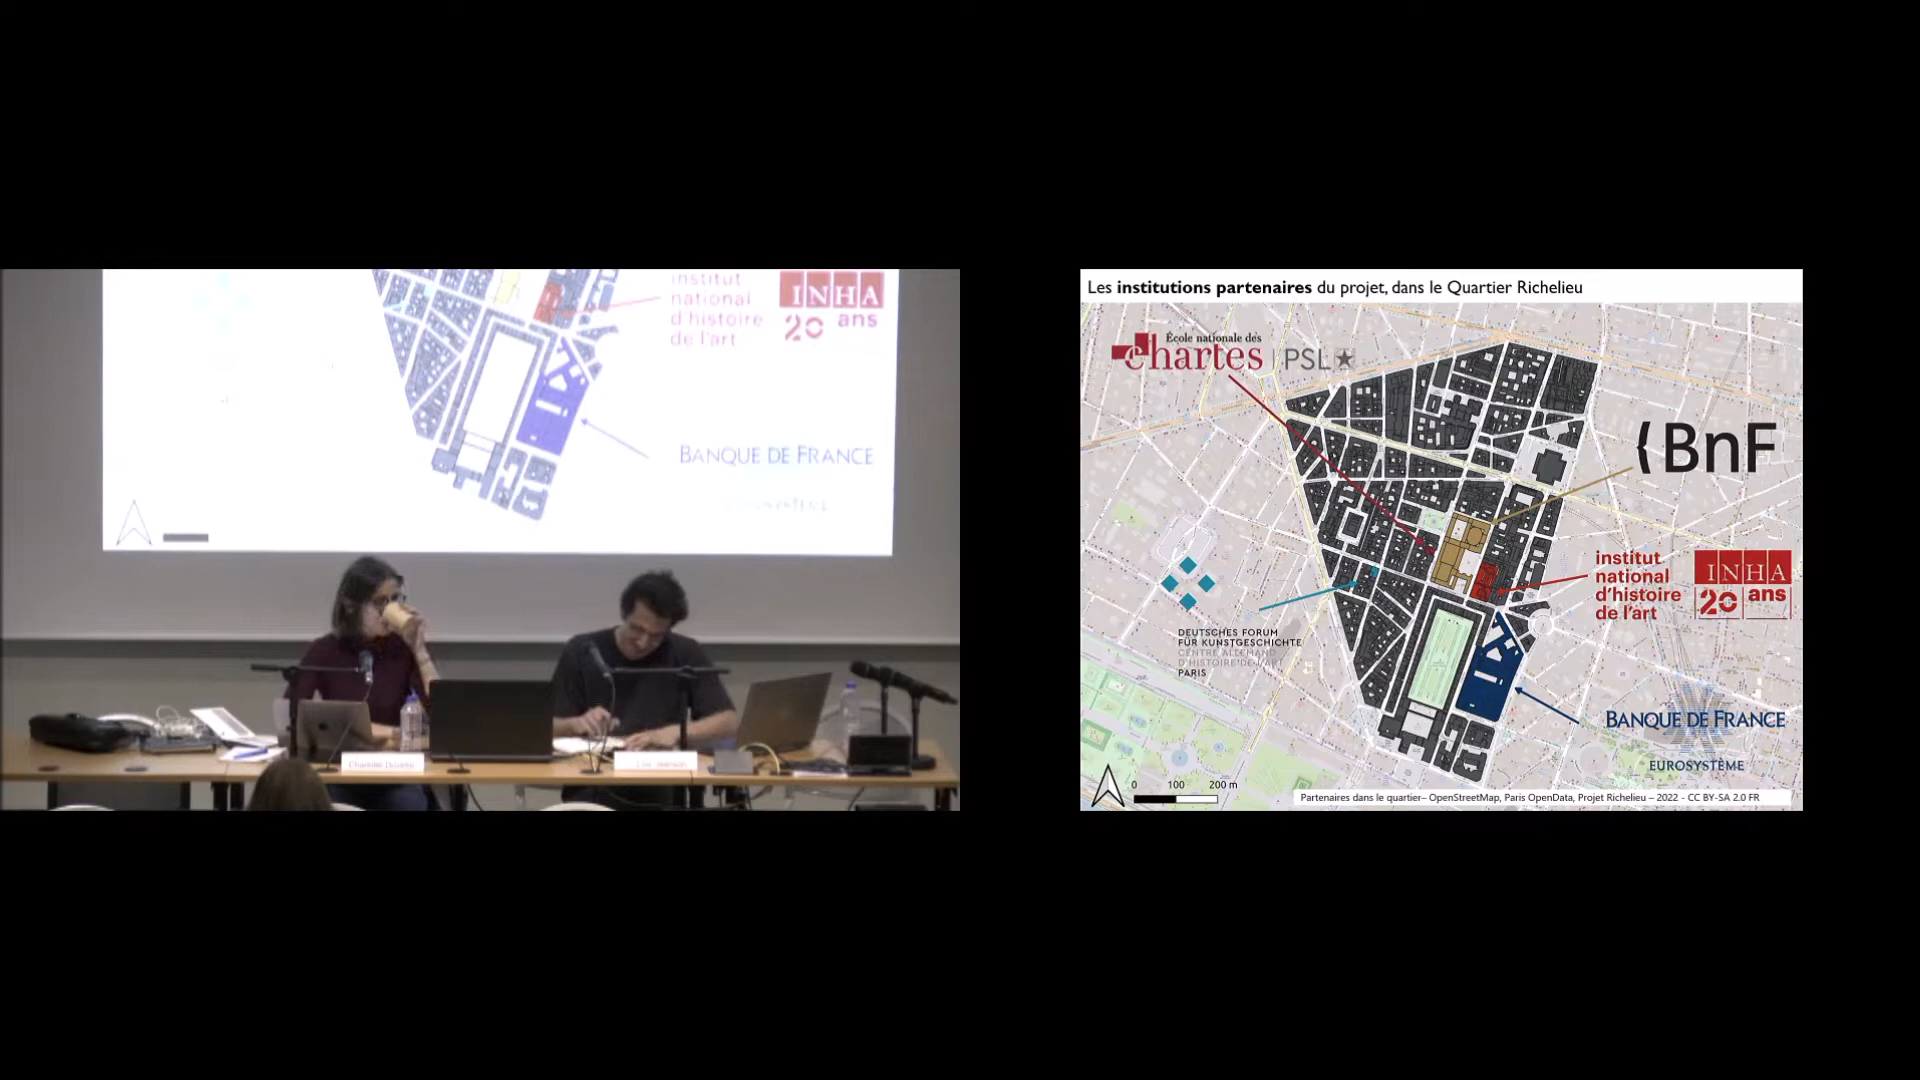 institut
national
d'histoire
de l'art
INHA
20 ans
BANQUE DE FRANCE
Les institutions partenaires du projet, dans le Quartier Richelieu
École nationale des
chartes | PSL
BnF
institut
national
d'histoire
de l'art
INHA
20 ans
DEUTSCHES FORUM
FÜR KUNSTGESCHICHTE
CENTRE ALLEMAND
D'HISTOIRE DE L'ART
PARIS
BANQUE DE FRANCE
EUROSYSTÈME
0 100 200 m
Partenaires dans le quartier– OpenStreetMap, Paris OpenData, Projet Richelieu – 2022 - CC BY-SA 2.0 FR